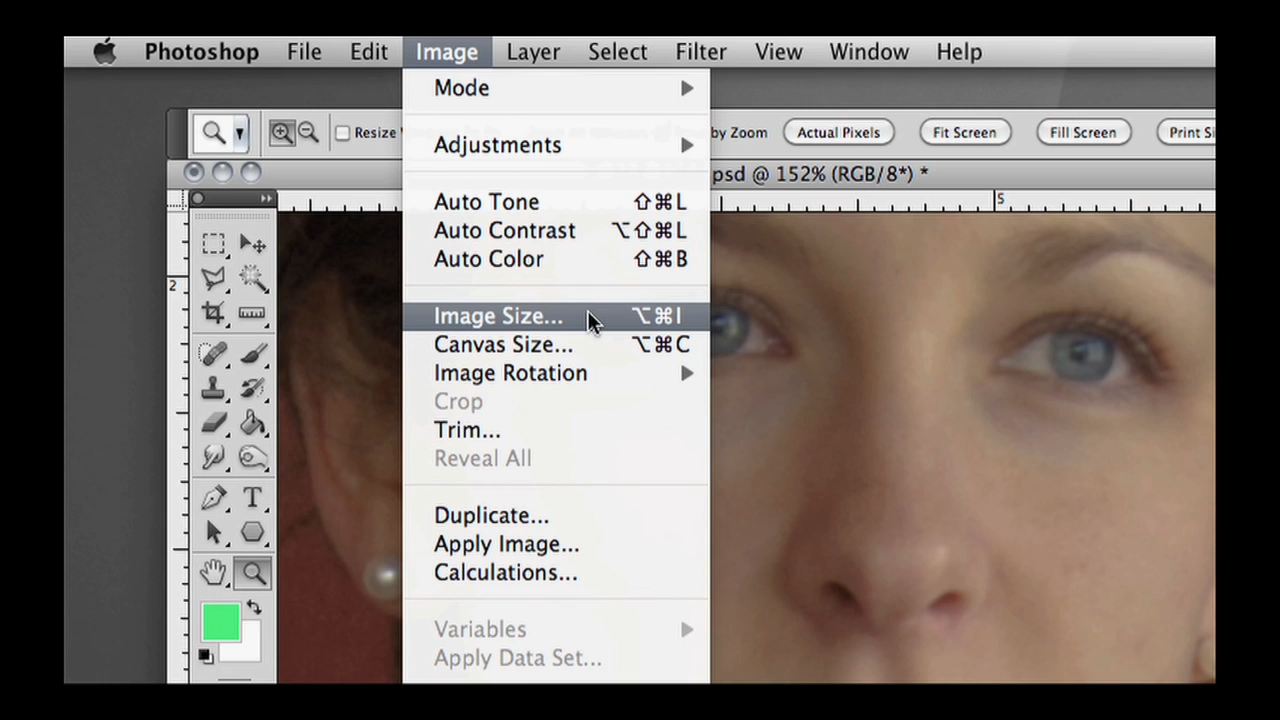 Photoshop File Edit Image Layer Select Filter View Window Help
Mode
Resize by Zoom Actual Pixels Fit Screen Fill Screen Print
Adjustments
psd @ 152% (RGB/8*) *
Auto Tone ⇧⌘L
5
Auto Contrast ⌥⇧⌘L
Auto Color ⇧⌘B
2
Image Size... ⌥⌘I
Canvas Size... ⌥⌘C
Image Rotation
Crop
Trim...
Reveal All
Duplicate...
T
Apply Image...
Calculations...
Variables
Apply Data Set...